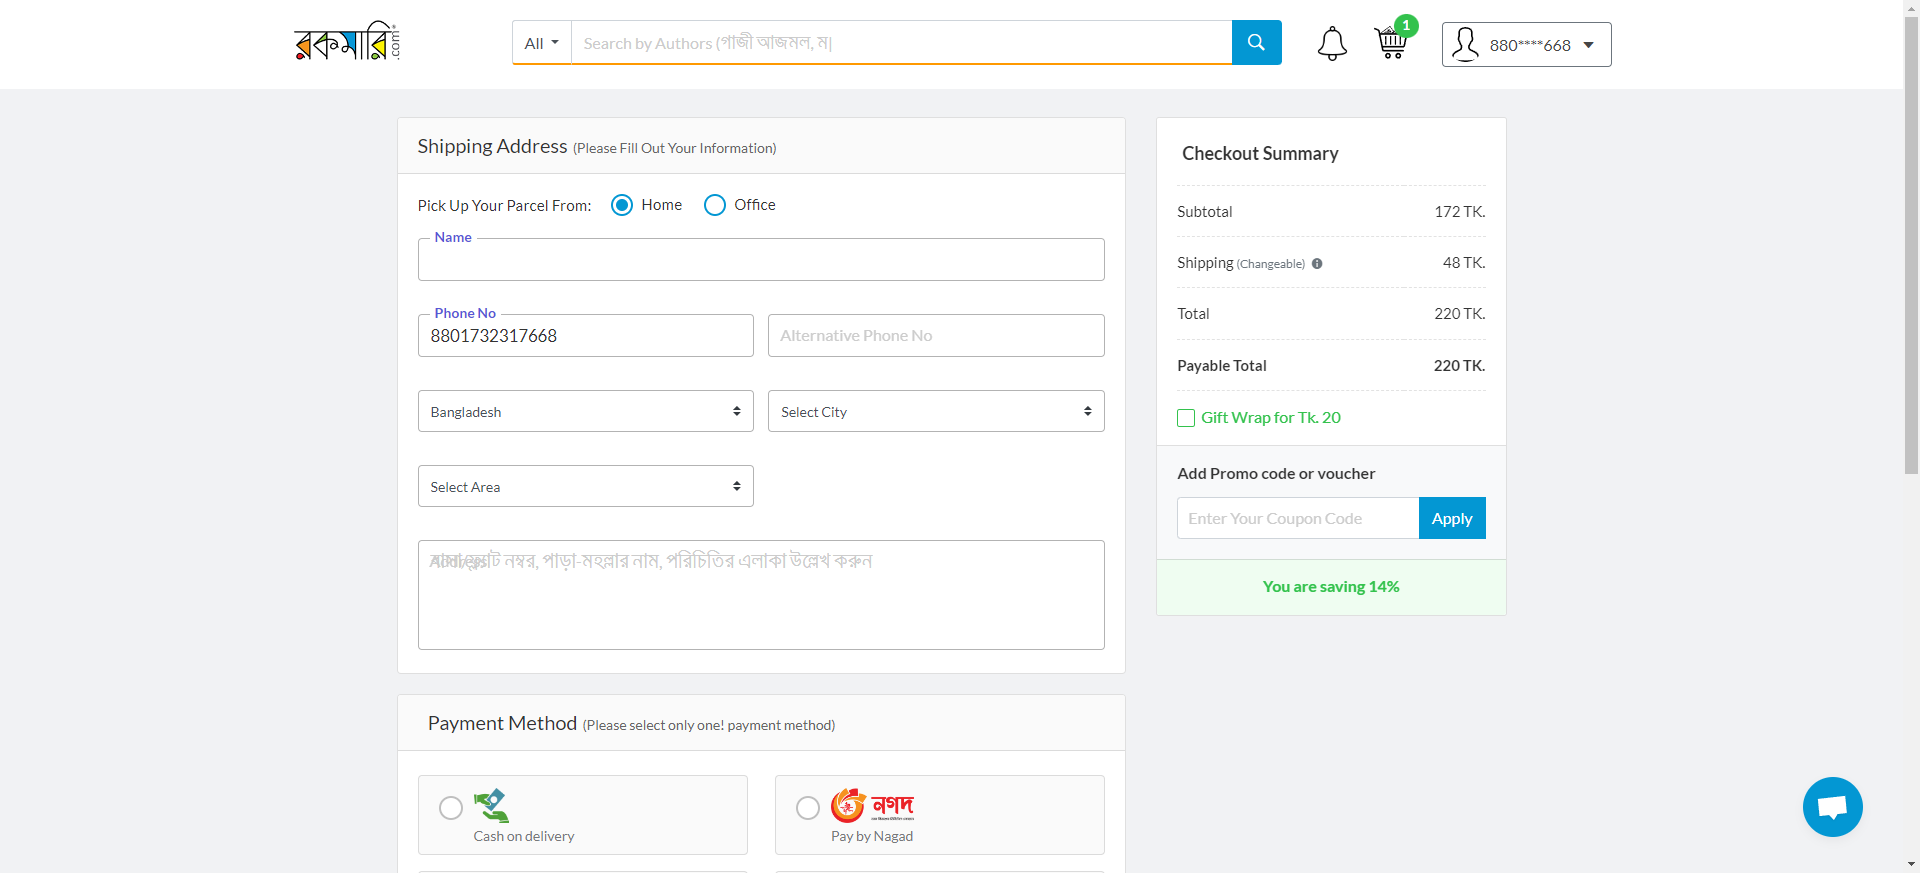 রকমারি.com
All
Search by Authors (গাজী আজমল, ম|
1
880****668
Shipping Address (Please Fill Out Your Information)
Pick Up Your Parcel From: Home Office
Name
Phone No
8801732317668
Alternative Phone No
Bangladesh
Select City
Select Area
নম্বর, পাড়া-মহল্লার নাম, পরিচিতির এলাকা উল্লেখ করুন
Payment Method (Please select only one! payment method)
Cash on delivery
নগদ
Pay by Nagad
Checkout Summary
Subtotal 172 TK.
Shipping (Changeable) 48 TK.
Total 220 TK.
Payable Total 220 TK.
Gift Wrap for Tk. 20
Add Promo code or voucher
Enter Your Coupon Code
Apply
You are saving 14%